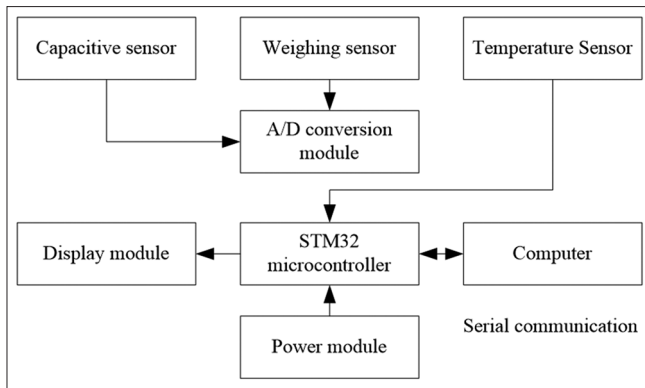 Capacitive sensor
Weighing sensor
Temperature Sensor
A/D conversion
module
Display module
STM32
microcontroller
Computer
Serial communication
Power module